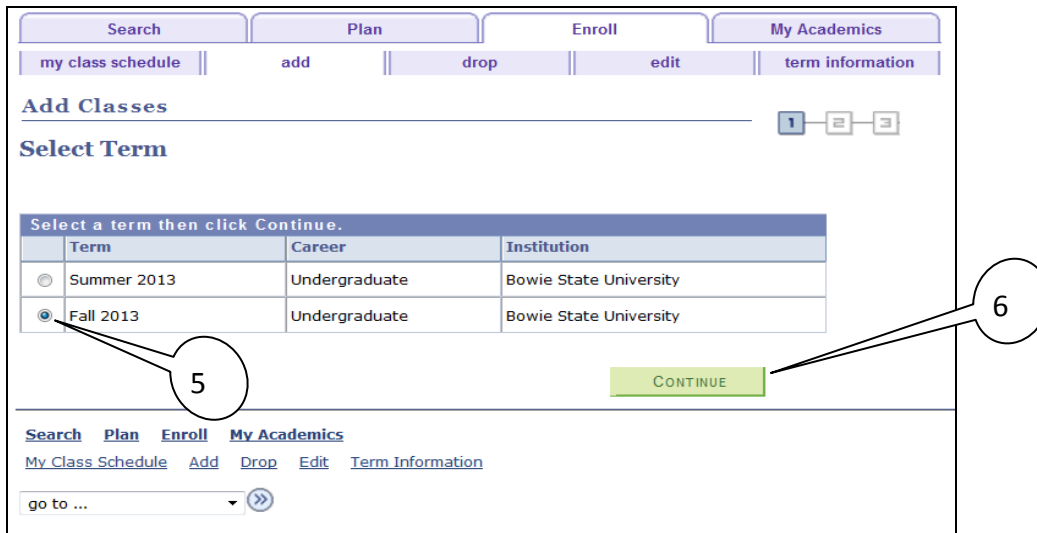 Search Plan Enroll My Academics
my class schedule add drop edit term information
Add Classes
1 2 3
Select Term
Select a term then click Continue.
Term Career Institution
Summer 2013 Undergraduate Bowie State University
Fall 2013 Undergraduate Bowie State University
6
5
CONTINUE
Search Plan Enroll My Academics
My Class Schedule Add Drop Edit Term Information
go to ...